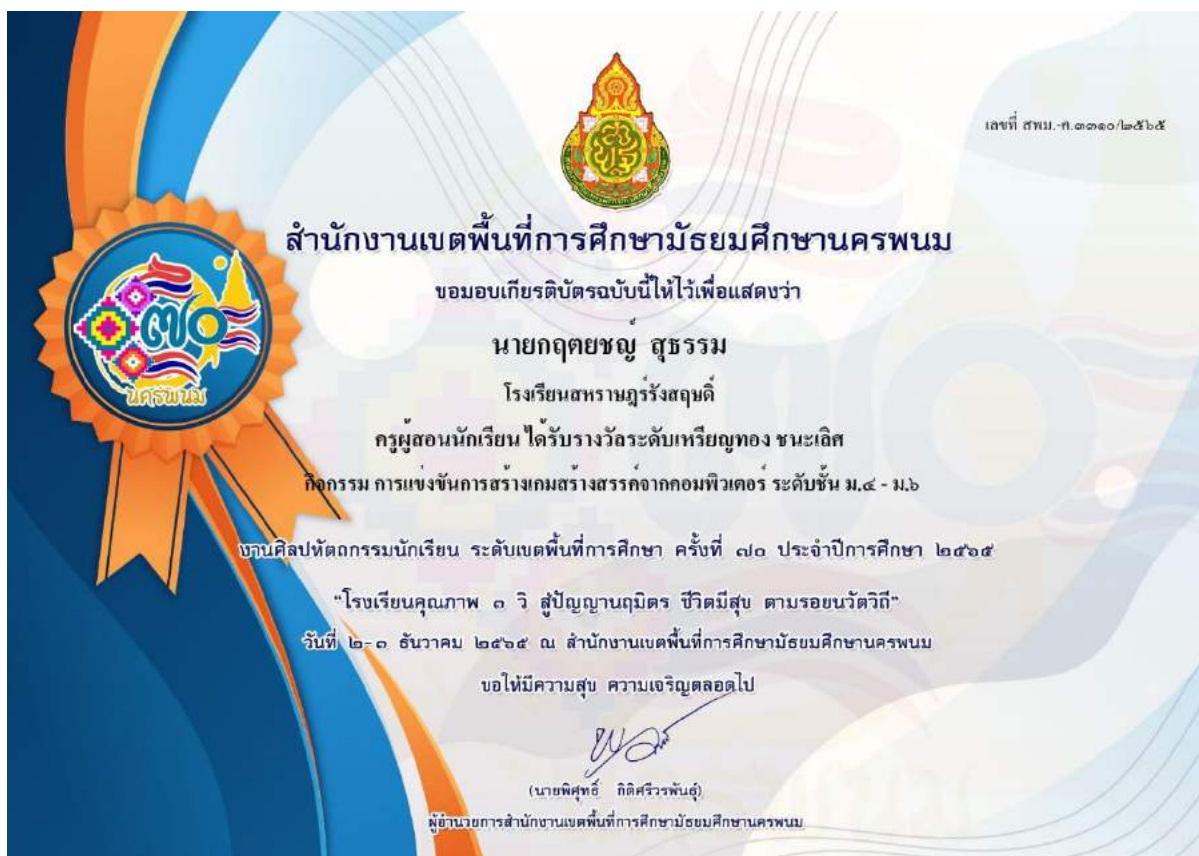 เลขที่ สพม.-ค.๓๓๑๐/๒๕๖๕
สำนักงานเขตพื้นที่การศึกษามัธยมศึกษานครพนม
ขอมอบเกียรติบัตรฉบับนี้ให้ไว้เพื่อแสดงว่า
นายกฤตยชญ์ สุธรรม
โรงเรียนสหราษฎร์รังสฤษดิ์
ครูผู้สอนนักเรียน ได้รับรางวัลระดับเหรียญทอง ชนะเลิศ
กิจกรรม การแข่งขันการสร้างเกมสร้างสรรค์จากคอมพิวเตอร์ ระดับชั้น ม.๔ - ม.๖
๗๐
นครพนม
งานศิลปหัตถกรรมนักเรียน ระดับเขตพื้นที่การศึกษา ครั้งที่ ๗๐ ประจำปีการศึกษา ๒๕๖๕
“โรงเรียนคุณภาพ ๓ วิ สู่ปัญญานฤมิตร ชีวิตมีสุข ตามรอยนวัตวิถี”
วันที่ ๒-๓ ธันวาคม ๒๕๖๕ ณ สำนักงานเขตพื้นที่การศึกษามัธยมศึกษานครพนม
ขอให้มีความสุข ความเจริญตลอดไป
(นายพิศุทธิ์ กิติศรีวรพันธุ์)
ผู้อำนวยการสำนักงานเขตพื้นที่การศึกษามัธยมศึกษานครพนม